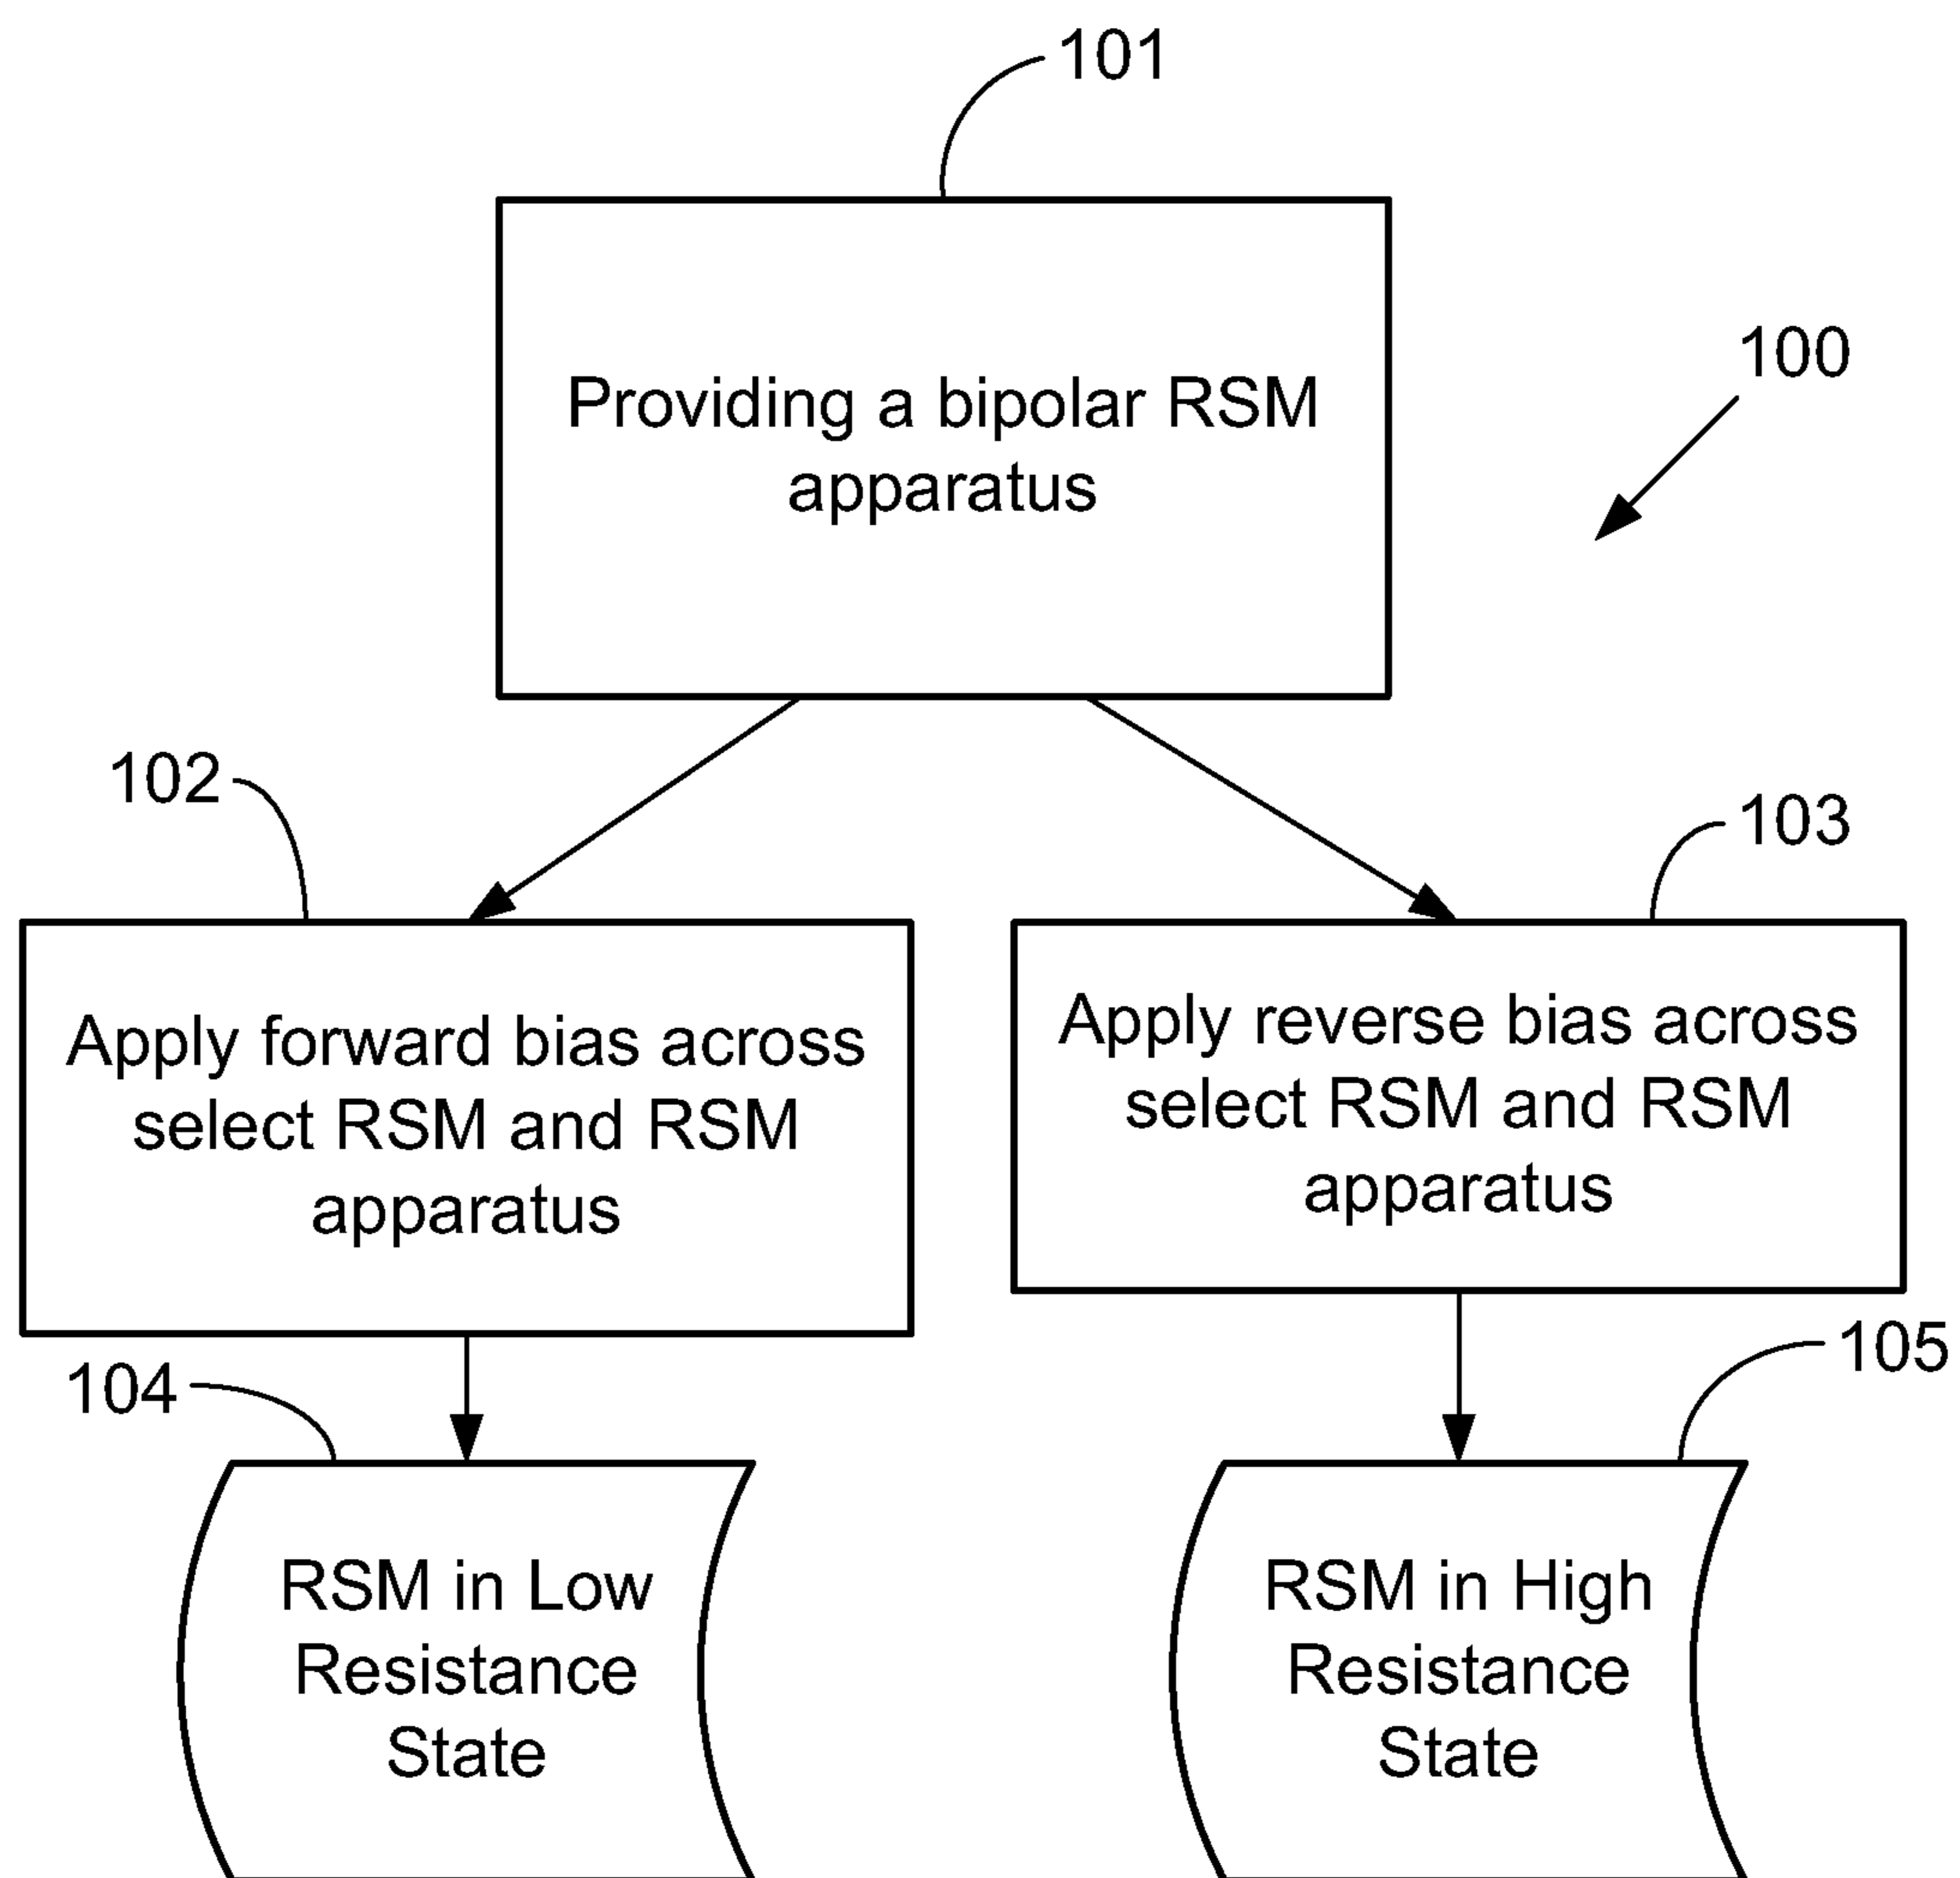 101
100
Providing a bipolar RSM
apparatus
102
103
Apply forward bias across
select RSM and RSM
apparatus
Apply reverse bias across
select RSM and RSM
apparatus
104
105
RSM in Low
Resistance
State
RSM in High
Resistance
State